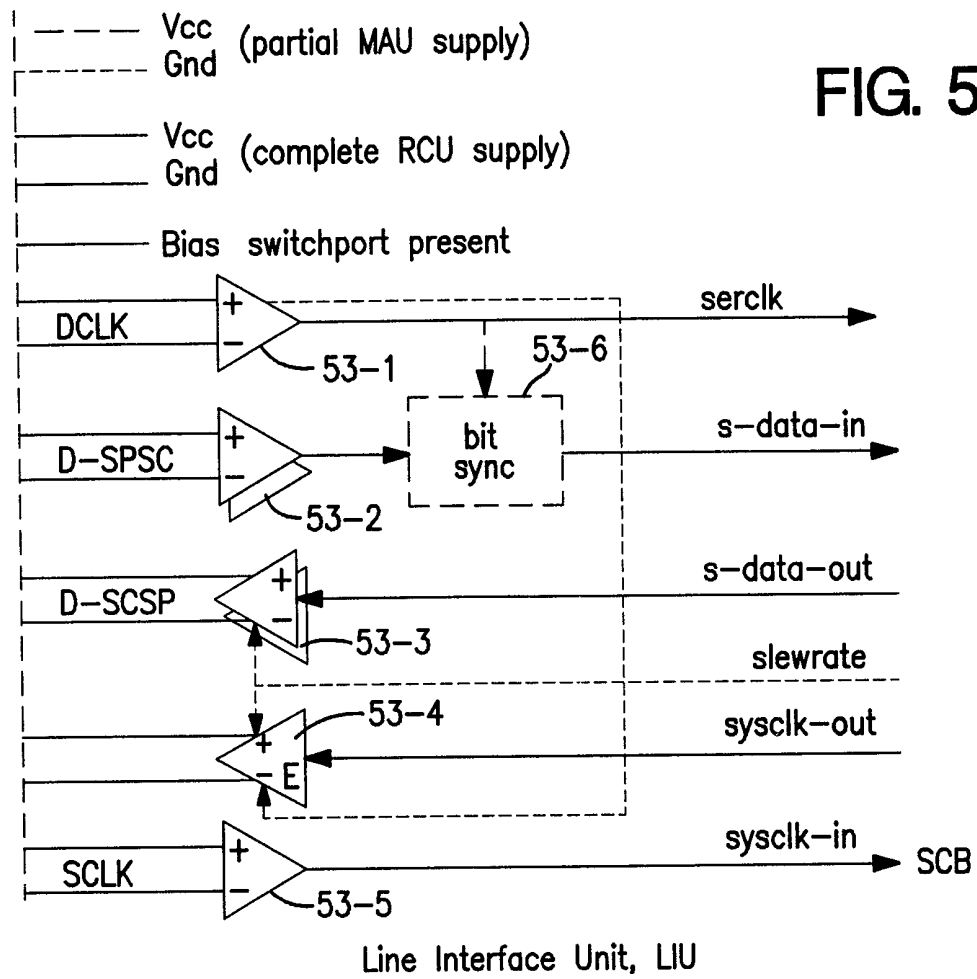 Vcc
Gnd (partial MAU supply)
FIG. 5
Vcc
Gnd (complete RCU supply)
Bias switchport present
+
DCLK
−
53-1
serclk
53-6
+
D-SPSC
−
53-2
bit
sync
s-data-in
+
D-SCSP
−
53-3
s-data-out
slewrate
53-4
+
− E
sysclk-out
+
SCLK
−
53-5
sysclk-in
SCB
Line Interface Unit, LIU